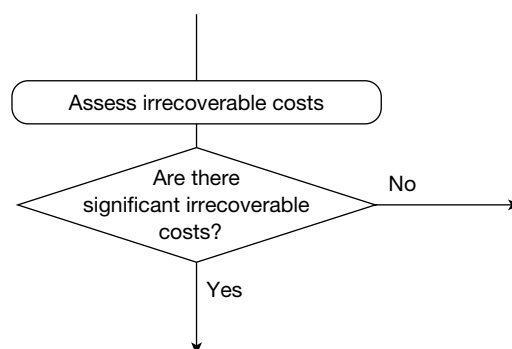 Assess irrecoverable costs
Are there
significant irrecoverable
costs?
No
Yes